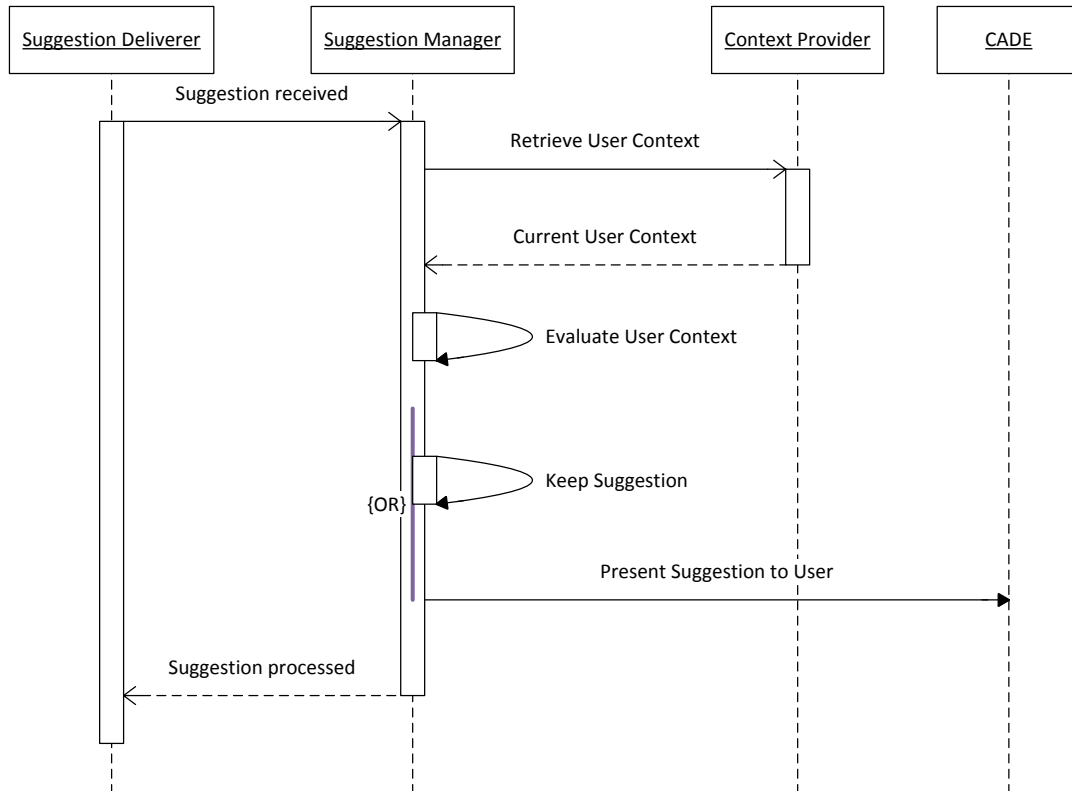 Suggestion Deliverer
Suggestion Manager
Context Provider
CADE
Suggestion received
Retrieve User Context
Current User Context
Evaluate User Context
Keep Suggestion
{OR}
Present Suggestion to User
Suggestion processed